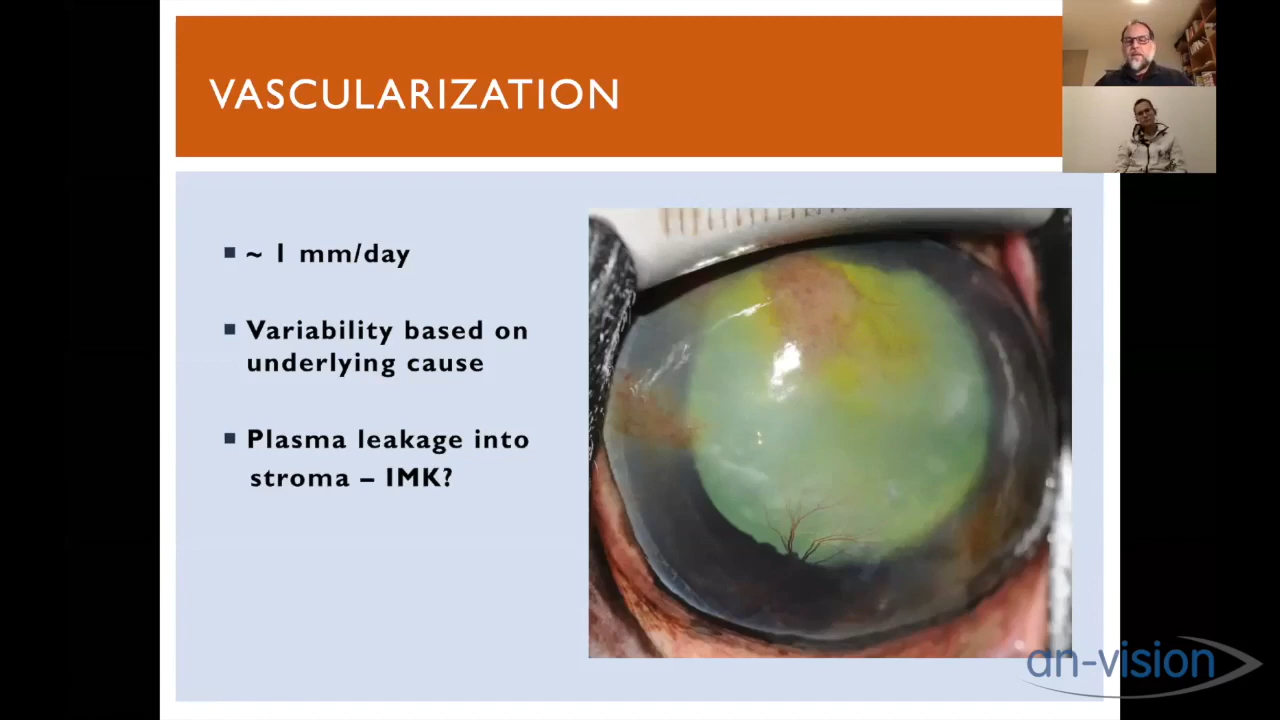 VASCULARIZATION
▪ ~ 1 mm/day
▪ Variability based on
underlying cause
▪ Plasma leakage into
stroma – IMK?
an-vision